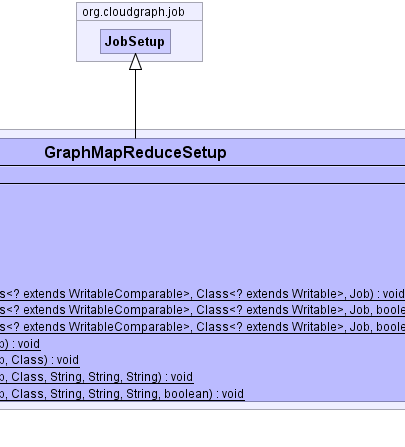 org.cloudgraph.job
JobSetup
GraphMapReduceSetup
s<? extends WritableComparable>, Class<? extends Writable>, Job) : void
s<? extends WritableComparable>, Class<? extends Writable>, Job, boole
s<? extends WritableComparable>, Class<? extends Writable>, Job, boole
b) : void
b, Class) : void
b, Class, String, String, String) : void
b, Class, String, String, String, boolean) : void